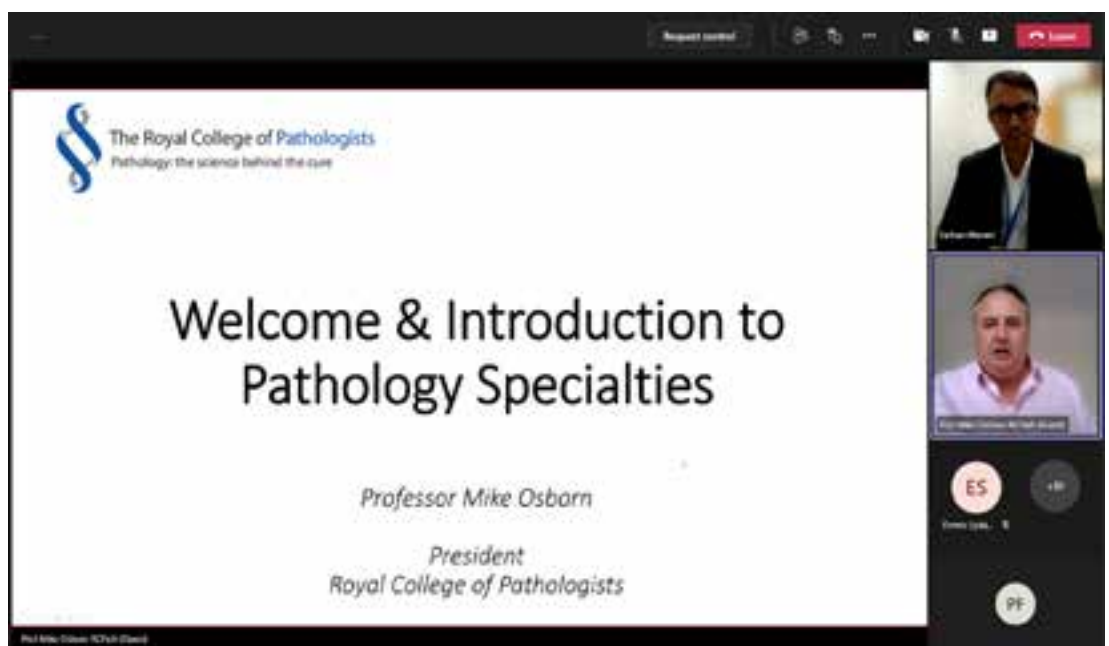 Request control
Leave
The Royal College of Pathologists
Pathology: the science behind the cure
Welcome & Introduction to
Pathology Specialties
Professor Mike Osborn
President
Royal College of Pathologists
ES
PF